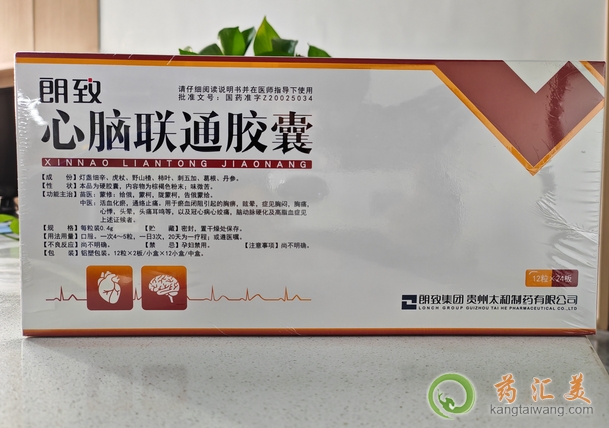 朗致
请仔细阅读说明书并在医师指导下使用
批准文号：国药准字Z20025034
心脑联通胶囊
XINNAO LIANTONG JIAONANG
【成 份】灯盏细辛、虎杖、野山楂、柿叶、刺五加、葛根、丹参。
【性 状】本品为硬胶囊，内容物为棕褐色粉末；味微苦。
【功能主治】苗医：蒙修：给俄，蒙柯，陇蒙柯，告俄蒙给。
中医：活血化瘀，通络止痛。用于瘀血闭阻引起的胸痹，眩晕，症见胸闷、胸痛、
心悸、头晕、头痛耳鸣等，以及冠心病心绞痛，脑动脉硬化及高脂血症见
上述证候者。
【规 格】每粒装0.4g 【贮 藏】密封，置干燥处保存。
【用法用量】口服，一次4～5粒，一日3次，20天为一疗程；或遵医嘱。
【不良反应】尚不明确。 【禁 忌】孕妇禁用。 【注意事项】尚不明确。
【包 装】铝塑包装，12粒×2板/小盒×12小盒/中盒。
12粒×24板
朗致集团 贵州太和制药有限公司
LONCH GROUP GUIZHOU TAI HE PHARMACEUTICAL CO.,LTD
药汇美
kangtaiwang.com